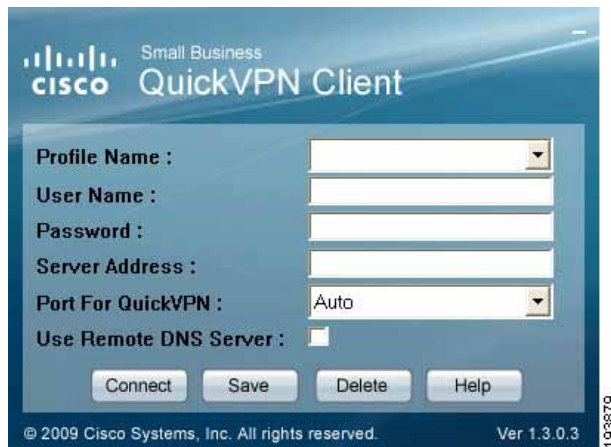 Small Business
CISCO QuickVPN Client
Profile Name :
User Name :
Password :
Server Address :
Port For QuickVPN : Auto
Use Remote DNS Server :
Connect Save Delete Help
© 2009 Cisco Systems, Inc. All rights reserved. Ver 1.3.0.3